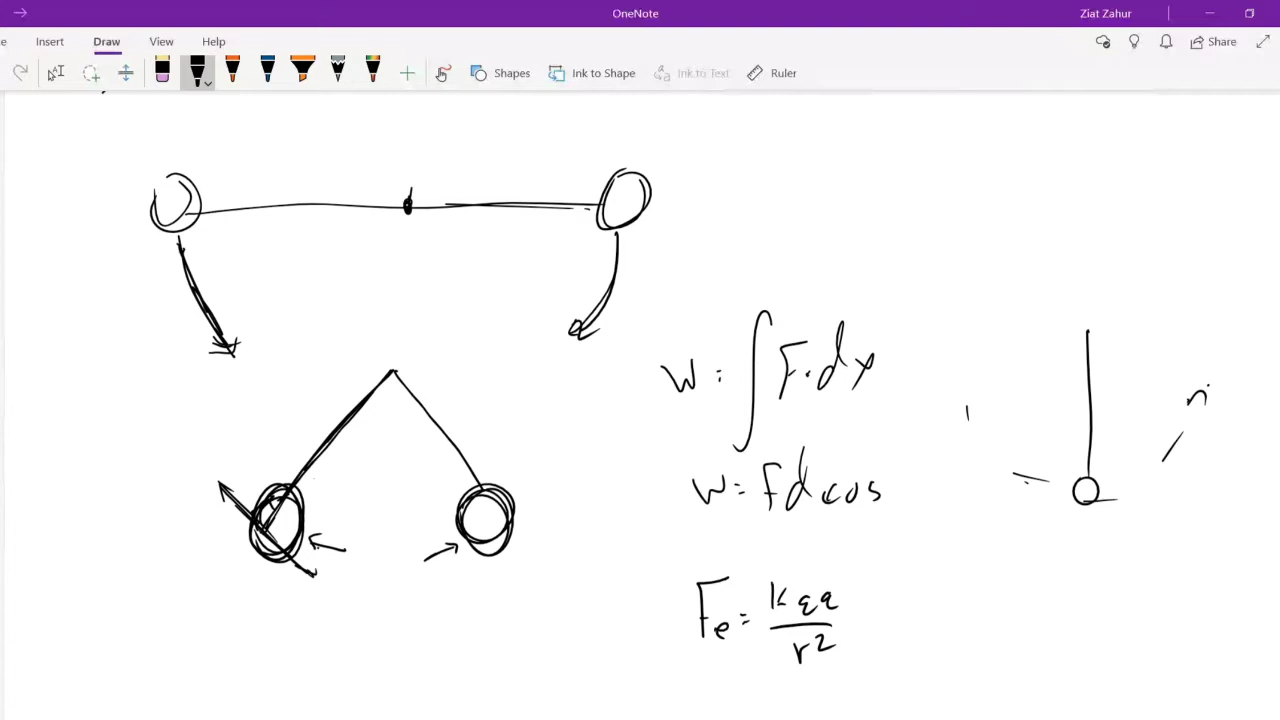 OneNote
Ziat Zahur
Insert
Draw
View
Help
Share
Shapes
Ink to Shape
Ink to Text
Ruler
W = ∫ F · dx
W = Fd cos
Fe = kqq / r²